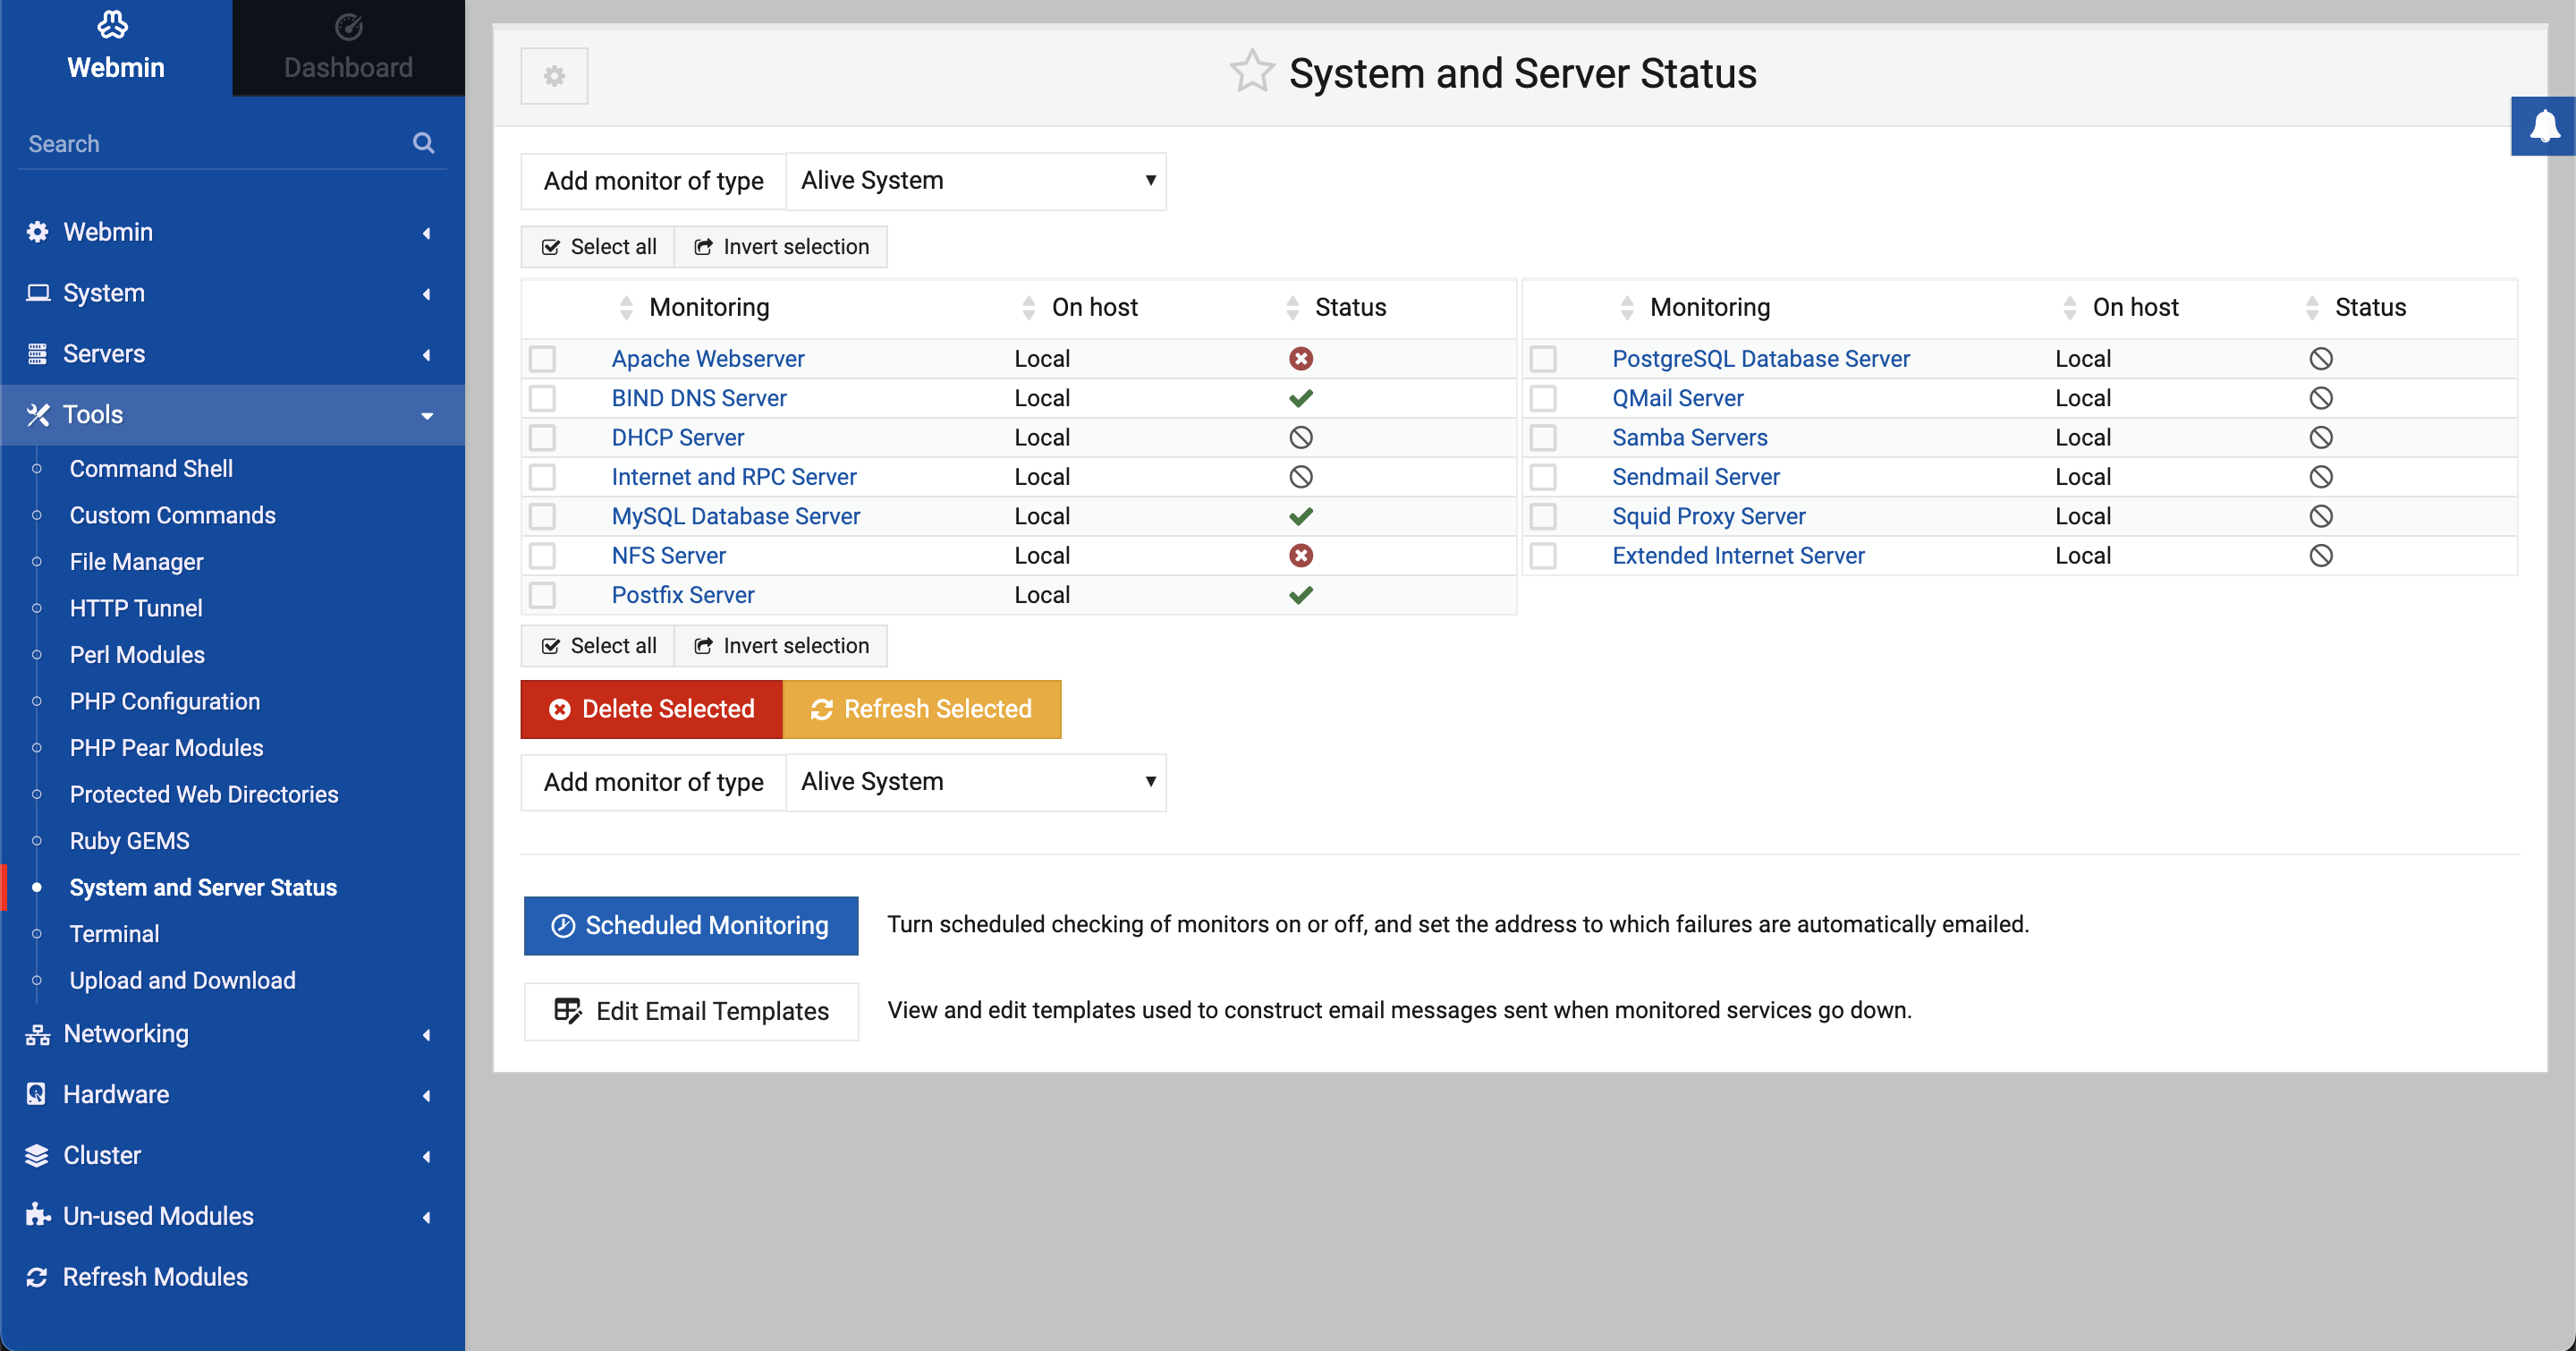 Webmin
Dashboard
Search
Webmin
System
Servers
Tools
Command Shell
Custom Commands
File Manager
HTTP Tunnel
Perl Modules
PHP Configuration
PHP Pear Modules
Protected Web Directories
Ruby GEMS
System and Server Status
Terminal
Upload and Download
Networking
Hardware
Cluster
Un-used Modules
Refresh Modules
System and Server Status
Add monitor of type Alive System
Select all Invert selection
Monitoring On host Status
Apache Webserver Local
BIND DNS Server Local
DHCP Server Local
Internet and RPC Server Local
MySQL Database Server Local
NFS Server Local
Postfix Server Local
Monitoring On host Status
PostgreSQL Database Server Local
QMail Server Local
Samba Servers Local
Sendmail Server Local
Squid Proxy Server Local
Extended Internet Server Local
Select all Invert selection
Delete Selected Refresh Selected
Add monitor of type Alive System
Scheduled Monitoring Turn scheduled checking of monitors on or off, and set the address to which failures are automatically emailed.
Edit Email Templates View and edit templates used to construct email messages sent when monitored services go down.